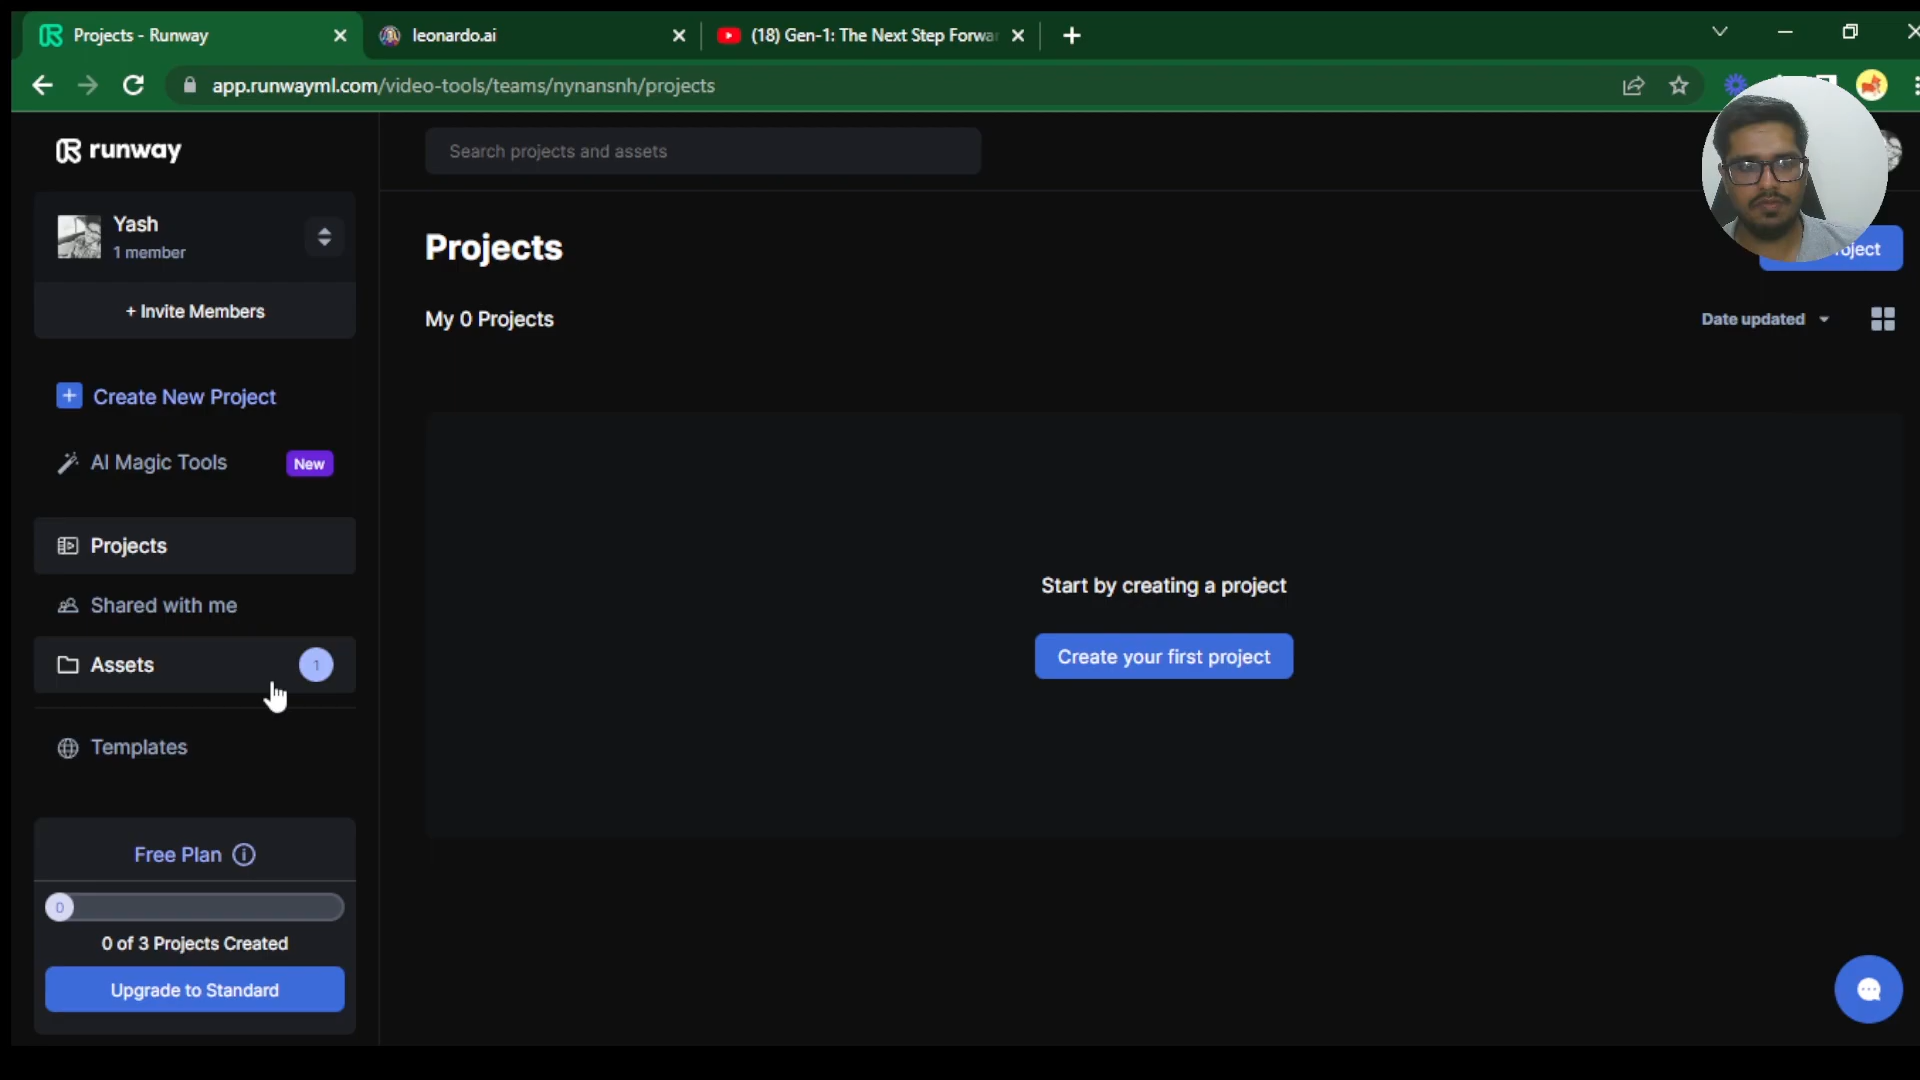 Projects - Runway
leonardo.ai
(18) Gen-1: The Next Step Forwa
app.runwayml.com/video-tools/teams/nynansnh/projects
runway
Search projects and assets
Yash
1 member
+ Invite Members
Projects
oject
My 0 Projects
Date updated
Create New Project
AI Magic Tools
New
Projects
Shared with me
Assets
1
Templates
Start by creating a project
Create your first project
Free Plan
0
0 of 3 Projects Created
Upgrade to Standard